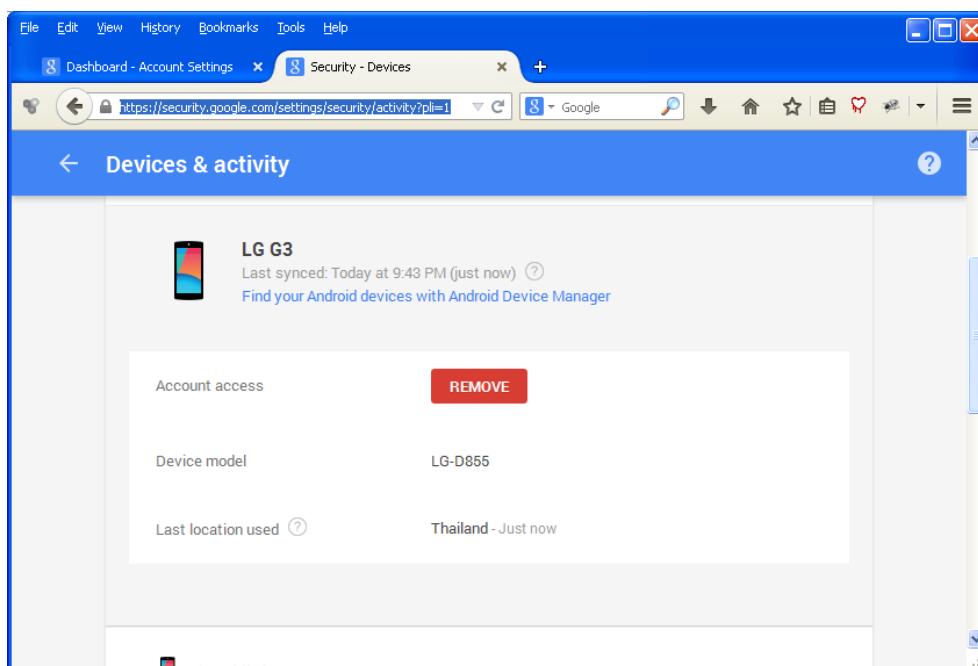 File Edit View History Bookmarks Tools Help
Dashboard - Account Settings Security - Devices
https://security.google.com/settings/security/activity?pli=1 Google
Devices & activity
LG G3
Last synced: Today at 9:43 PM (just now)
Find your Android devices with Android Device Manager
Account access REMOVE
Device model LG-D855
Last location used Thailand - Just now